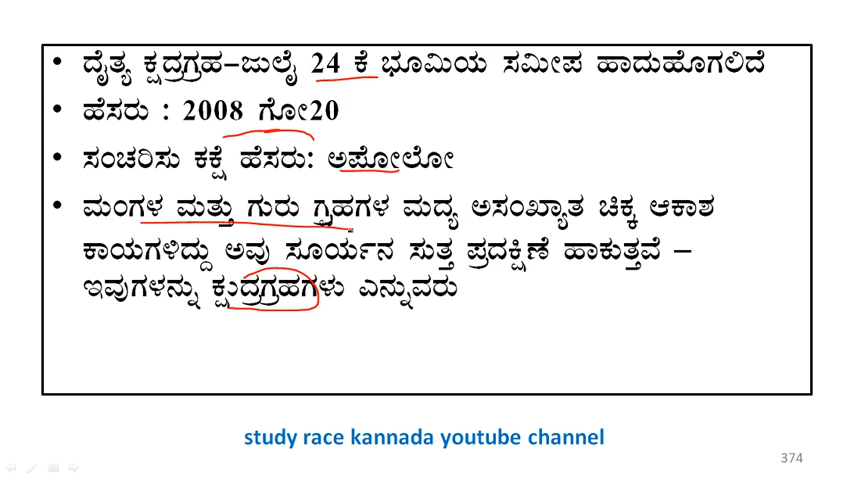 • ದೈತ್ಯ ಕ್ಷದ್ರಗ್ರಹ–ಜುಲೈ 24 ಕೆ ಭೂಮಿಯ ಸಮೀಪ ಹಾದುಹೊಗಲಿದೆ
• ಹೆಸರು : 2008 ಗೋ20
• ಸಂಚರಿಸು ಕಕ್ಷೆ ಹೆಸರು: ಅಪೋಲೋ
• ಮಂಗಳ ಮತ್ತು ಗುರು ಗ್ರಹಗಳ ಮದ್ಯ ಅಸಂಖ್ಯಾತ ಚಿಕ್ಕ ಆಕಾಶ
ಕಾಯಗಳಿದ್ದು ಅವು ಸೂರ್ಯನ ಸುತ್ತ ಪ್ರದಕ್ಷಿಣೆ ಹಾಕುತ್ತವೆ –
ಇವುಗಳನ್ನು ಕ್ಷುದ್ರಗ್ರಹಗಳು ಎನ್ನುವರು
study race kannada youtube channel
374